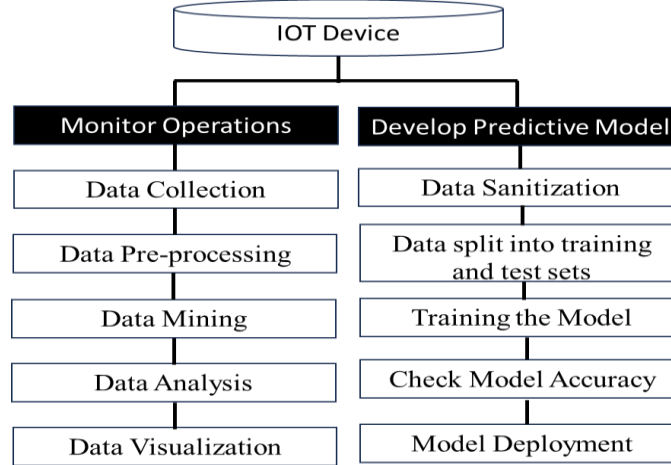 IOT Device
Monitor Operations
Data Collection
Data Pre-processing
Data Mining
Data Analysis
Data Visualization
Develop Predictive Model
Data Sanitization
Data split into training
and test sets
Training the Model
Check Model Accuracy
Model Deployment